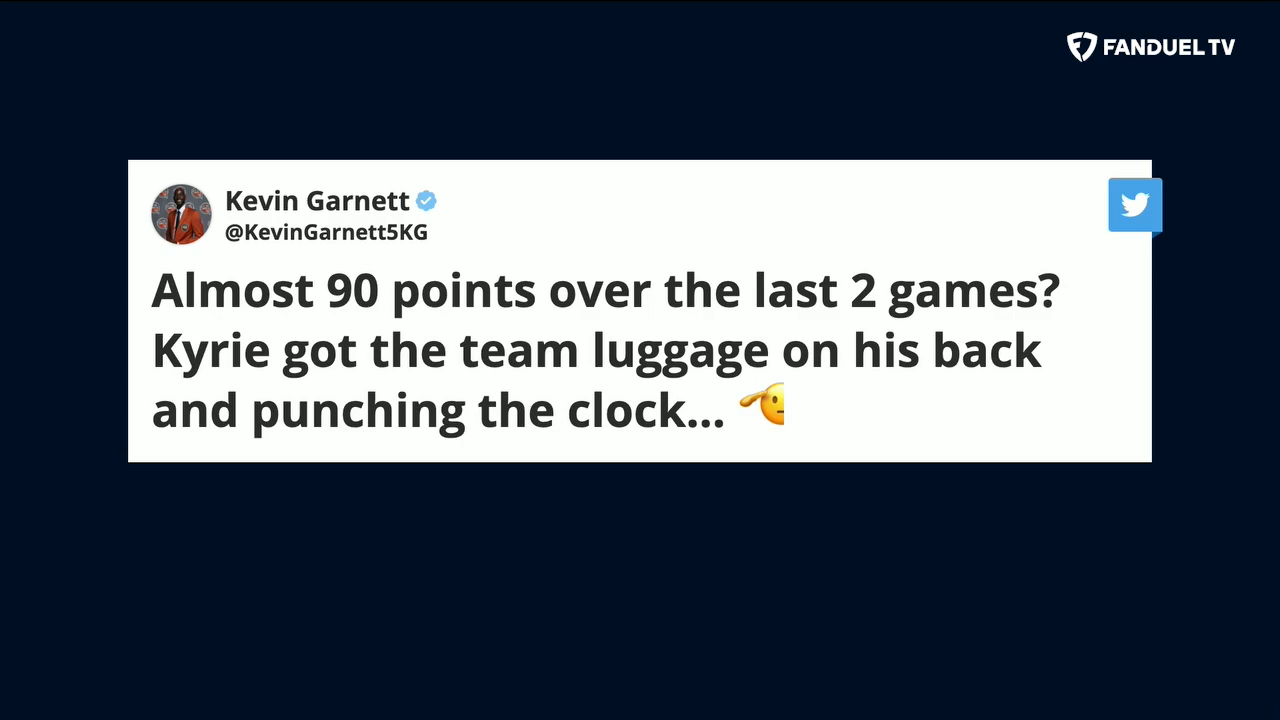 FANDUEL TV
Kevin Garnett
@KevinGarnett5KG
Almost 90 points over the last 2 games?
Kyrie got the team luggage on his back
and punching the clock... 🫡